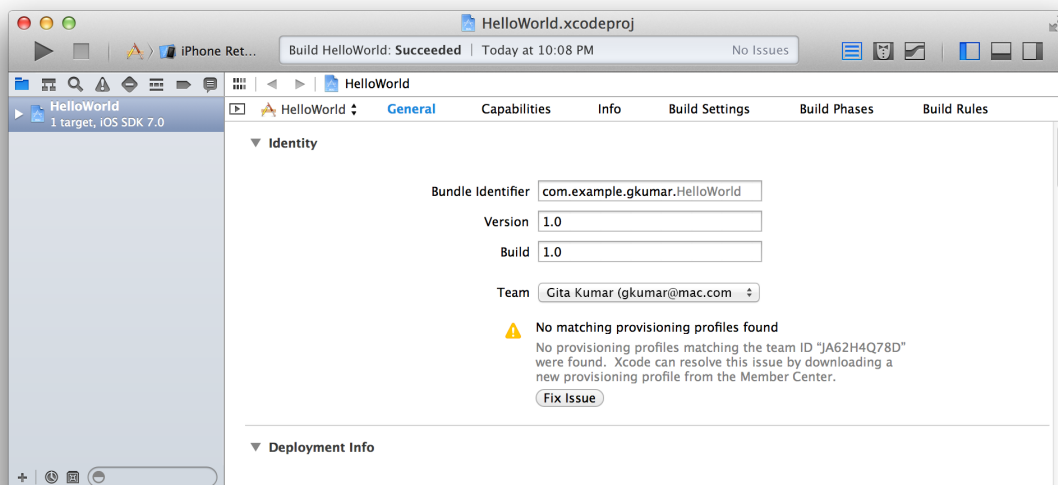 HelloWorld.xcodeproj
iPhone Ret... Build HelloWorld: Succeeded | Today at 10:08 PM No Issues
HelloWorld
HelloWorld
1 target, iOS SDK 7.0
HelloWorld General Capabilities Info Build Settings Build Phases Build Rules
Identity
Bundle Identifier com.example.gkumar.HelloWorld
Version 1.0
Build 1.0
Team Gita Kumar (gkumar@mac.com
No matching provisioning profiles found
No provisioning profiles matching the team ID “JA62H4Q78D”
were found. Xcode can resolve this issue by downloading a
new provisioning profile from the Member Center.
Fix Issue
Deployment Info